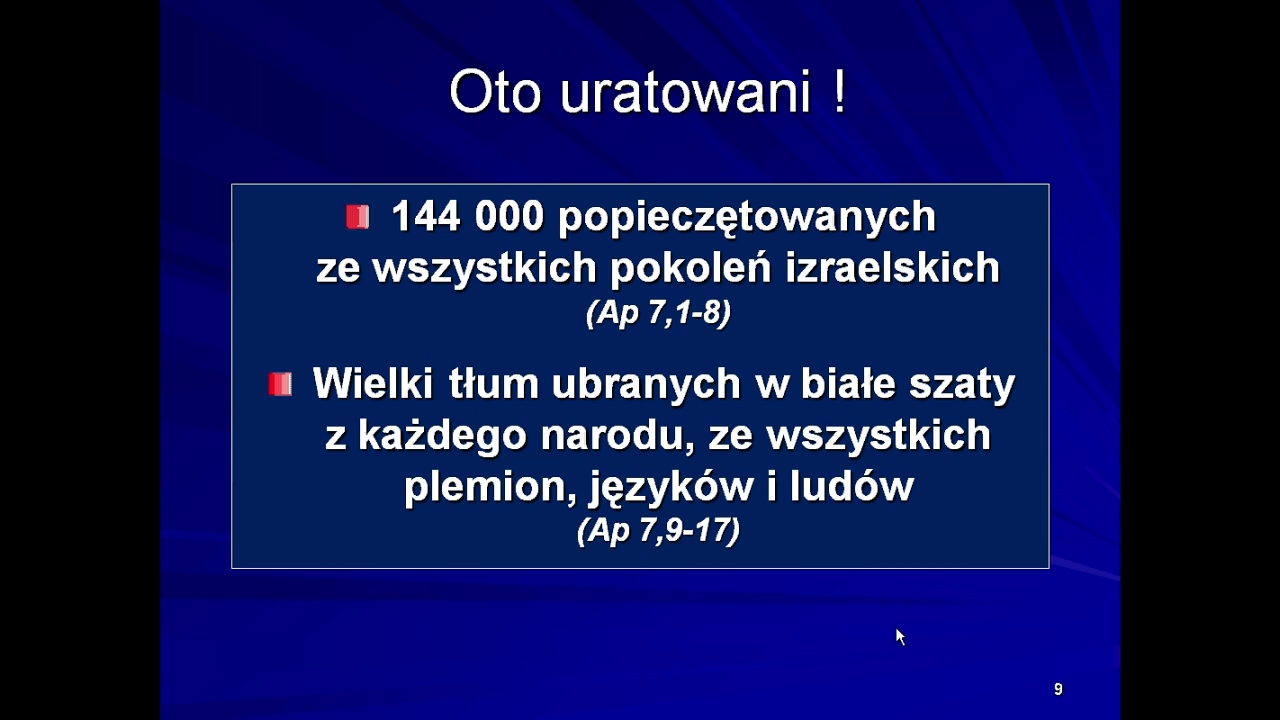 Oto uratowani !
144 000 popieczętowanych
ze wszystkich pokoleń izraelskich
(Ap 7,1-8)
Wielki tłum ubranych w białe szaty
z każdego narodu, ze wszystkich
plemion, języków i ludów
(Ap 7,9-17)
9